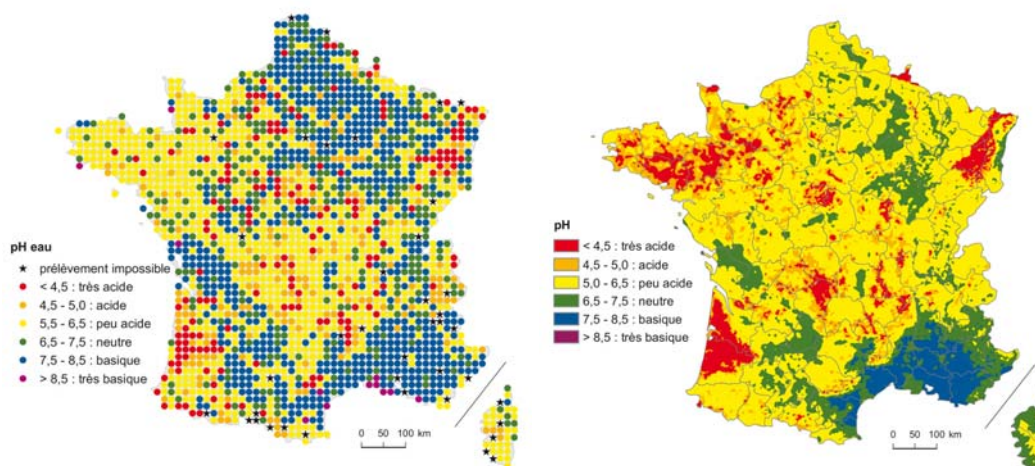 pH eau
prélèvement impossible
< 4,5 : très acide
4,5 - 5,0 : acide
5,5 - 6,5 : peu acide
6,5 - 7,5 : neutre
7,5 - 8,5 : basique
> 8,5 : très basique
0 50 100 km
pH
< 4,5 : très acide
4,5 - 5,0 : acide
5,0 - 6,5 : peu acide
6,5 - 7,5 : neutre
7,5 - 8,5 : basique
> 8,5 : très basique
0 50 100 km